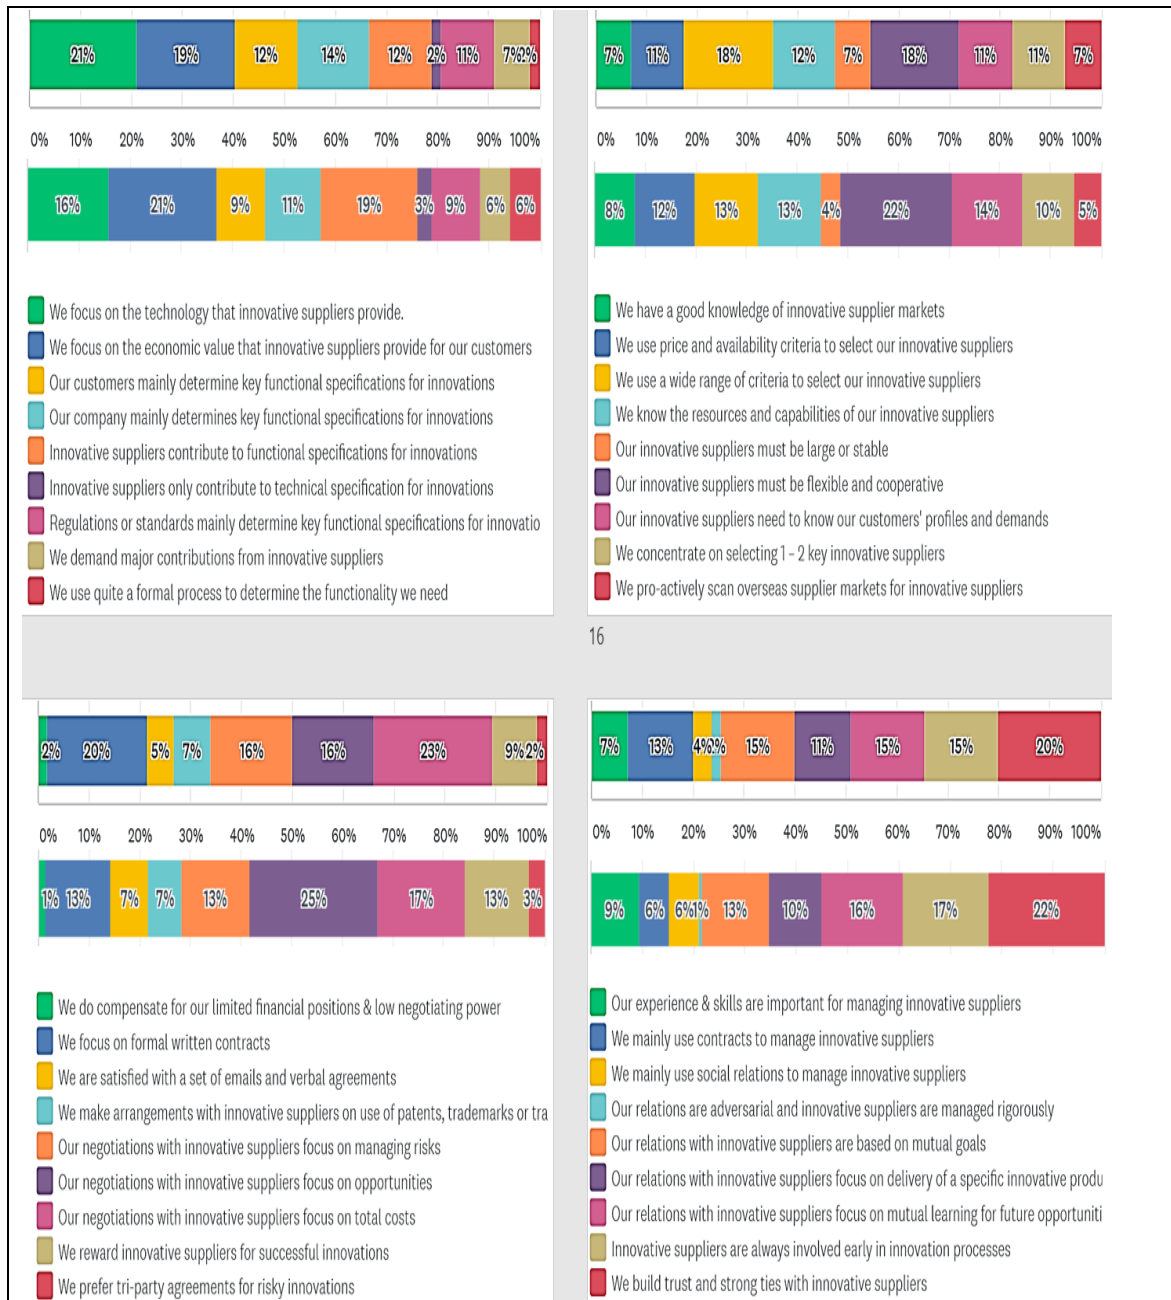 21% 19% 12% 14% 12% 2% 11% 7% 2%
0% 10% 20% 30% 40% 50% 60% 70% 80% 90% 100%
16% 21% 9% 11% 19% 3% 9% 6% 6%
We focus on the technology that innovative suppliers provide.
We focus on the economic value that innovative suppliers provide for our customers
Our customers mainly determine key functional specifications for innovations
Our company mainly determines key functional specifications for innovations
Innovative suppliers contribute to functional specifications for innovations
Innovative suppliers only contribute to technical specification for innovations
Regulations or standards mainly determine key functional specifications for innovatio
We demand major contributions from innovative suppliers
We use quite a formal process to determine the functionality we need
7% 11% 18% 12% 7% 18% 11% 11% 7%
0% 10% 20% 30% 40% 50% 60% 70% 80% 90% 100%
8% 12% 13% 13% 4% 22% 14% 10% 5%
We have a good knowledge of innovative supplier markets
We use price and availability criteria to select our innovative suppliers
We use a wide range of criteria to select our innovative suppliers
We know the resources and capabilities of our innovative suppliers
Our innovative suppliers must be large or stable
Our innovative suppliers must be flexible and cooperative
Our innovative suppliers need to know our customers' profiles and demands
We concentrate on selecting 1 - 2 key innovative suppliers
We pro-actively scan overseas supplier markets for innovative suppliers
16
2% 20% 5% 7% 16% 16% 23% 9% 2%
0% 10% 20% 30% 40% 50% 60% 70% 80% 90% 100%
1% 13% 7% 7% 13% 25% 17% 13% 3%
We do compensate for our limited financial positions & low negotiating power
We focus on formal written contracts
We are satisfied with a set of emails and verbal agreements
We make arrangements with innovative suppliers on use of patents, trademarks or tra
Our negotiations with innovative suppliers focus on managing risks
Our negotiations with innovative suppliers focus on opportunities
Our negotiations with innovative suppliers focus on total costs
We reward innovative suppliers for successful innovations
We prefer tri-party agreements for risky innovations
7% 13% 4% 2% 15% 11% 15% 15% 20%
0% 10% 20% 30% 40% 50% 60% 70% 80% 90% 100%
9% 6% 6% 1% 13% 10% 16% 17% 22%
Our experience & skills are important for managing innovative suppliers
We mainly use contracts to manage innovative suppliers
We mainly use social relations to manage innovative suppliers
Our relations are adversarial and innovative suppliers are managed rigorously
Our relations with innovative suppliers are based on mutual goals
Our relations with innovative suppliers focus on delivery of a specific innovative produ
Our relations with innovative suppliers focus on mutual learning for future opportuniti
Innovative suppliers are always involved early in innovation processes
We build trust and strong ties with innovative suppliers